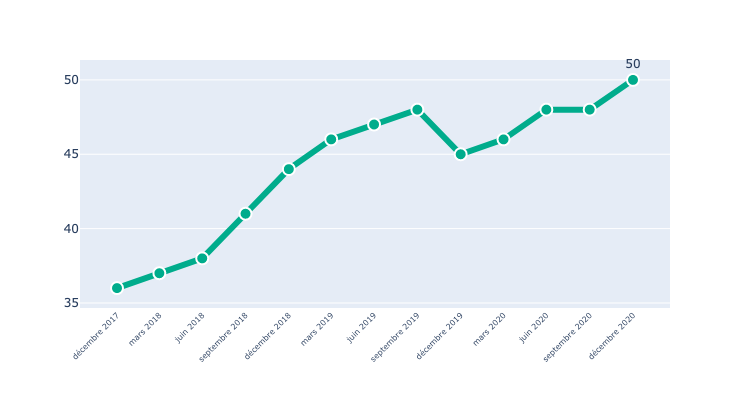 50
50
45
40
35
décembre 2017
mars 2018
juin 2018
septembre 2018
décembre 2018
mars 2019
juin 2019
septembre 2019
décembre 2019
mars 2020
juin 2020
septembre 2020
décembre 2020